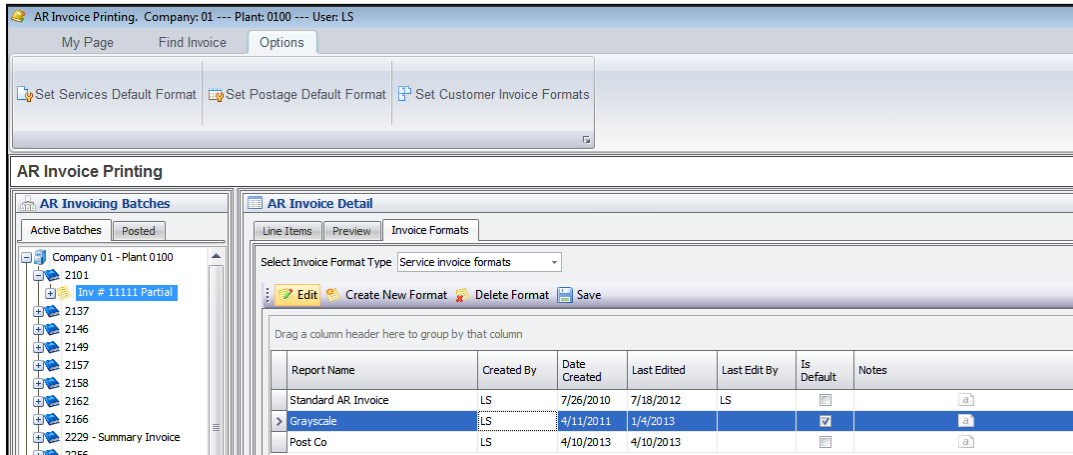 AR Invoice Printing. Company: 01 --- Plant: 0100 --- User: LS
My Page Find Invoice Options
Set Services Default Format Set Postage Default Format Set Customer Invoice Formats
AR Invoice Printing
AR Invoicing Batches
Active Batches Posted
Company 01 - Plant 0100
2101
Inv # 11111 Partial
2137
2146
2149
2157
2158
2162
2166
2229 - Summary Invoice
2256
AR Invoice Detail
Line Items Preview Invoice Formats
Select Invoice Format Type Service invoice formats
Edit Create New Format Delete Format Save
Drag a column header here to group by that column
Report Name Created By Date Created Last Edited Last Edit By Is Default Notes
Standard AR Invoice LS 7/26/2010 7/18/2012 LS a
Grayscale LS 4/11/2011 1/4/2013 a
Post Co LS 4/10/2013 4/10/2013 a